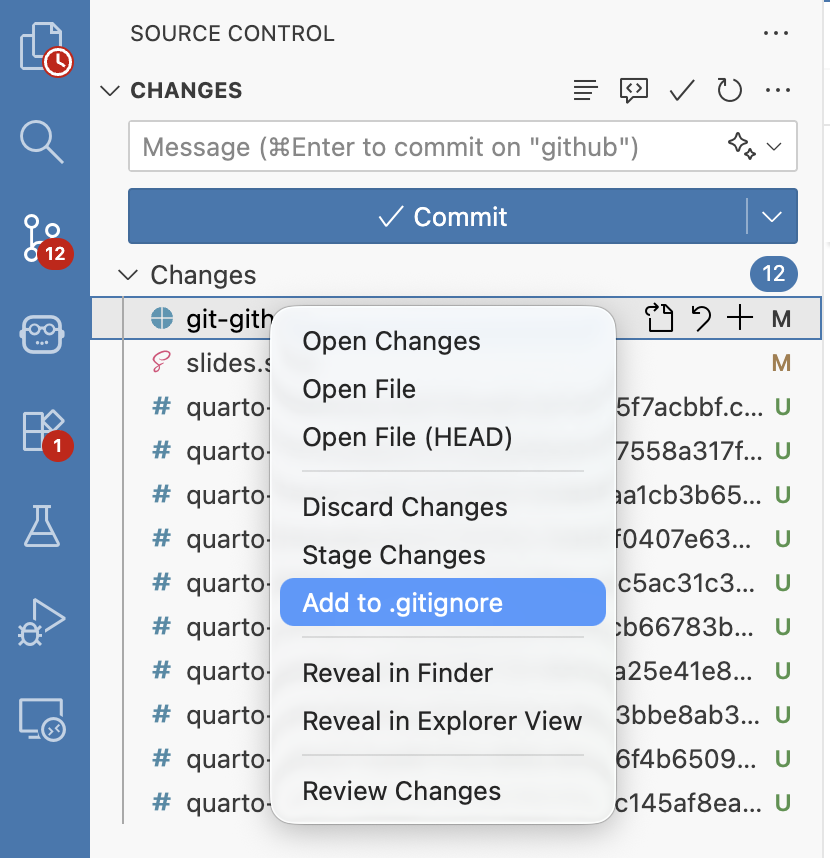 SOURCE CONTROL
CHANGES
Message (⌘Enter to commit on "github")
Commit
12
Changes 12
git-gith M
Open Changes
slides.s M
Open File
# quarto- 5f7acbbf.c... U
Open File (HEAD)
# quarto- 7558a317f... U
1
# quarto- aa1cb3b65... U
Discard Changes
# quarto- f0407e63... U
Stage Changes
# quarto- c5ac31c3... U
Add to .gitignore
# quarto- cb66783b... U
Reveal in Finder
# quarto- a25e41e8... U
Reveal in Explorer View
# quarto- 3bbe8ab3... U
# quarto- 6f4b6509... U
Review Changes
# quarto- c145af8ea... U